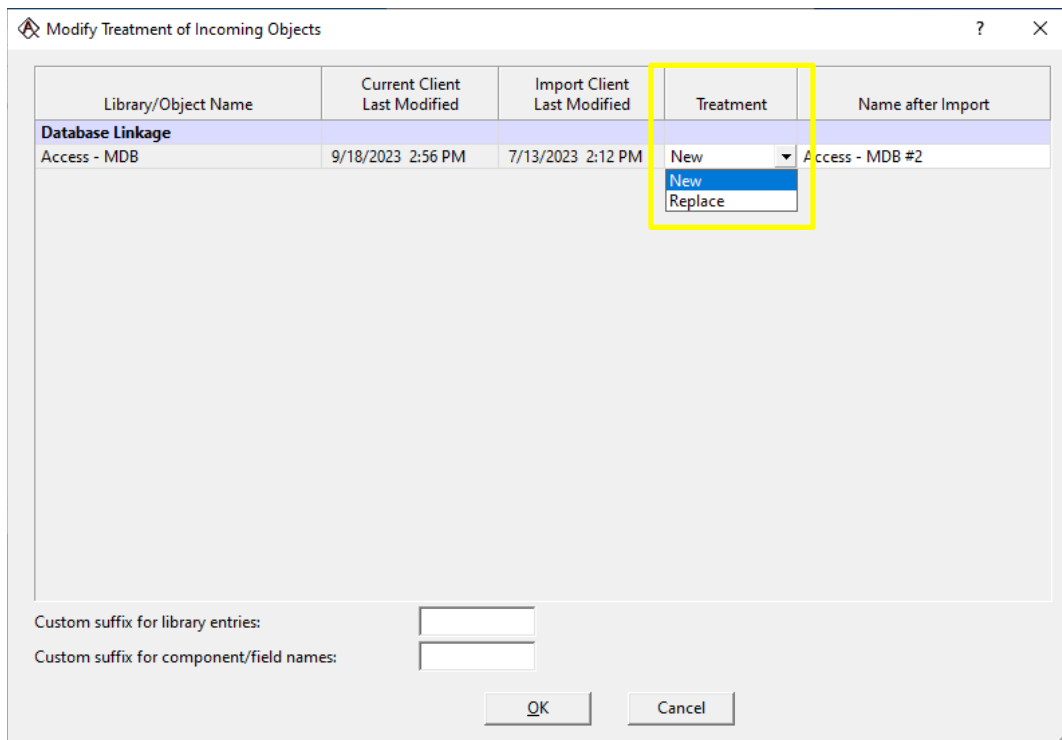 Modify Treatment of Incoming Objects
Library/Object Name
Current Client
Last Modified
Import Client
Last Modified
Treatment
Name after Import
Database Linkage
Access - MDB 9/18/2023 2:56 PM 7/13/2023 2:12 PM New Access - MDB #2
New
Replace
Custom suffix for library entries:
Custom suffix for component/field names:
OK Cancel